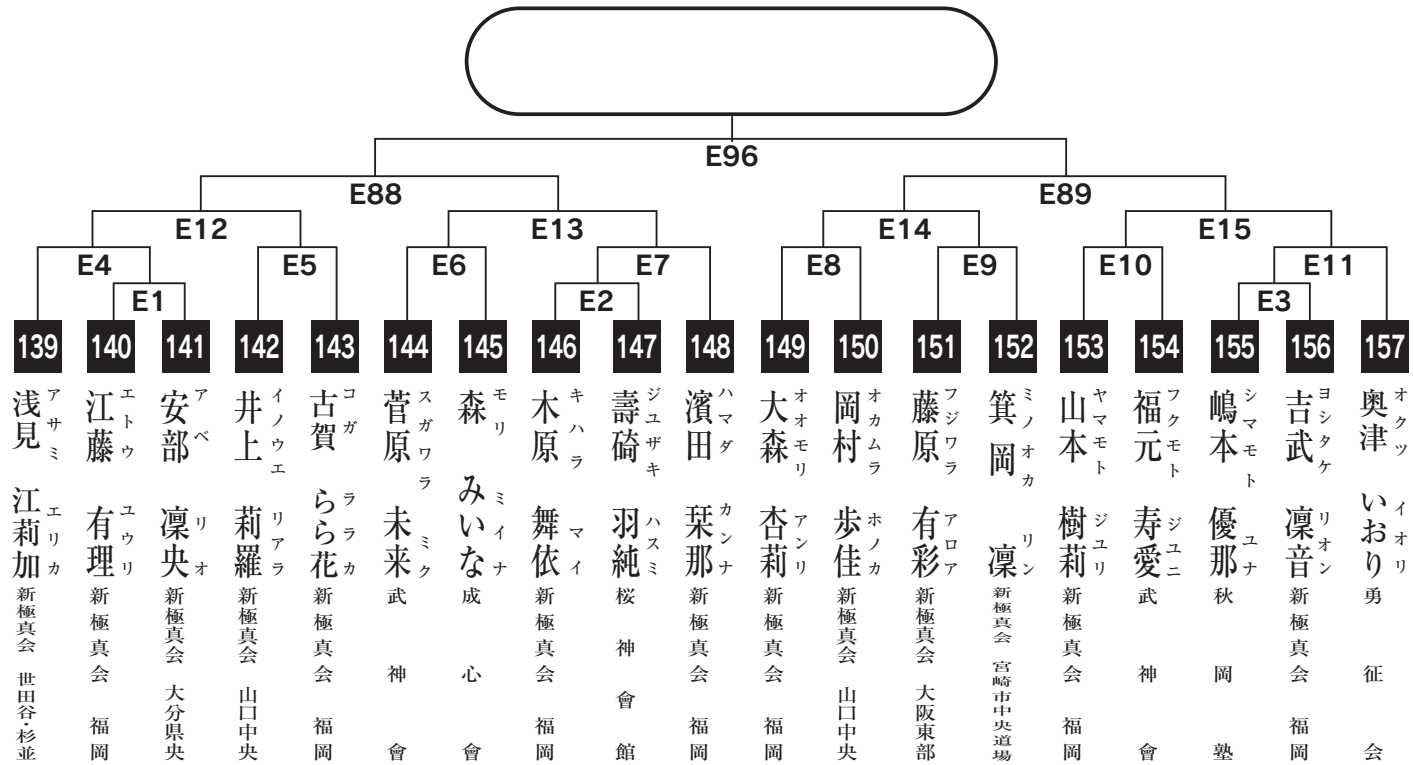 E96
E88
E89
E12
E13
E14
E15
E4
E5
E6
E7
E8
E9
E10
E11
E1
E2
E3
139
浅見 江莉加
アサミ エリカ
新極真会 世田谷・杉並
140
江藤 有理
エトウ ユウリ
新極真会 福岡
141
安部 凜央
アベ リオ
新極真会 大分県央
142
井上 莉羅
イノウエ リアラ
新極真会 山口中央
143
古賀 らら花
コガ ララカ
新極真会 福岡
144
菅原 未来
スガワラ ミク
武神會
145
森 みいな
モリ ミイナ
成心會
146
木原 舞依
キハラ マイ
新極真会 福岡
147
壽碕 羽純
ジユザキ ハスミ
桜神會館
148
濱田 栞那
ハマダ カンナ
新極真会 福岡
149
大森 杏莉
オオモリ アンリ
新極真会 福岡
150
岡村 歩佳
オカムラ ホノカ
新極真会 山口中央
151
藤原 有彩
フジワラ アロア
新極真会 大阪東部
152
箕岡 凜
ミノオカ リン
新極真会 宮崎市中央道場
153
山本 樹莉
ヤマモト ジユリ
新極真会 福岡
154
福元 寿愛
フクモト ジユニ
武神會
155
嶋本 優那
シマモト ユナ
秋岡塾
156
吉武 凜音
ヨシタケ リオン
新極真会 福岡
157
奥津 いおり
オクツ イオリ
勇征会